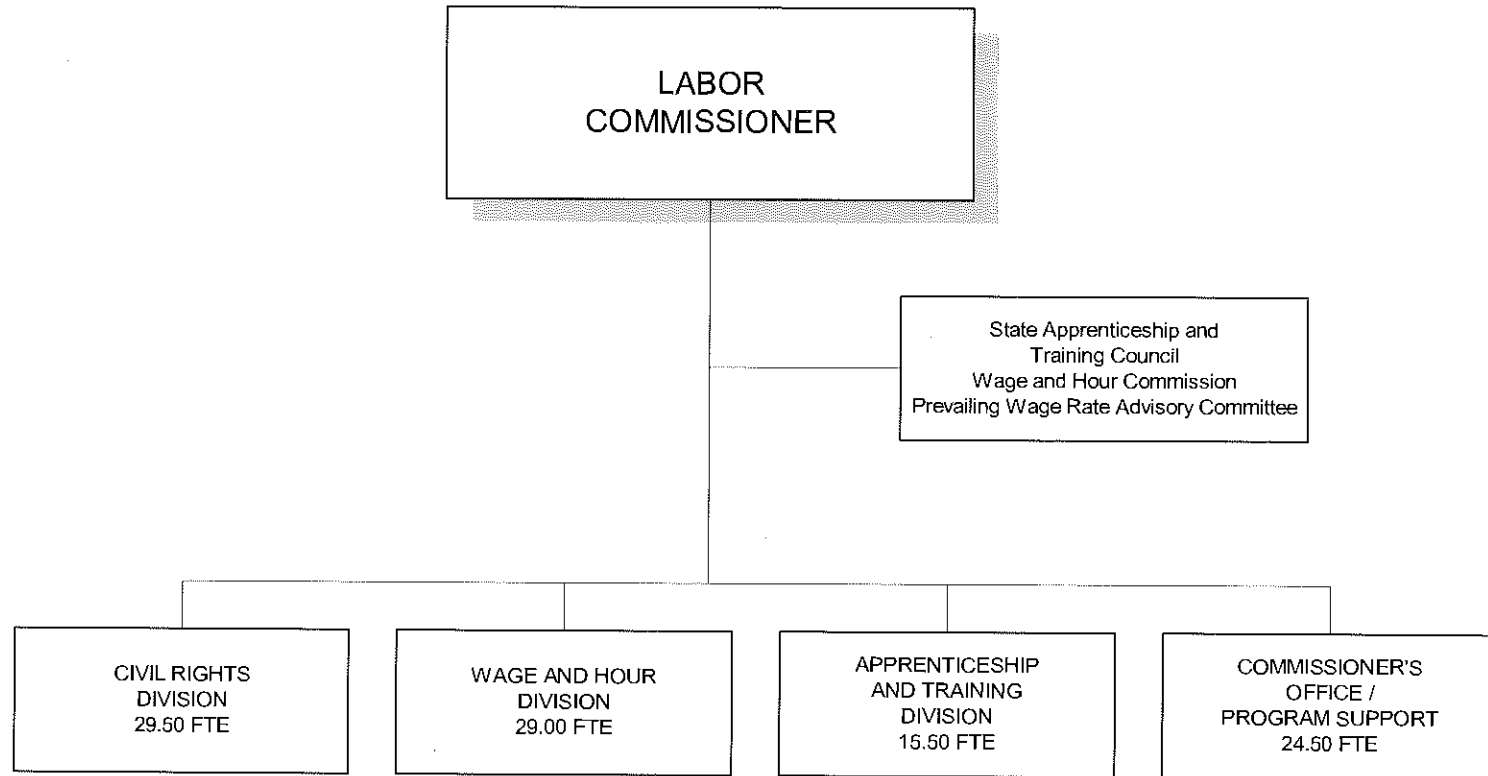 LABOR
COMMISSIONER
State Apprenticeship and
Training Council
Wage and Hour Commission
Prevailing Wage Rate Advisory Committee
CIVIL RIGHTS
DIVISION
29.50 FTE
WAGE AND HOUR
DIVISION
29.00 FTE
APPRENTICESHIP
AND TRAINING
DIVISION
15.50 FTE
COMMISSIONER'S
OFFICE /
PROGRAM SUPPORT
24.50 FTE